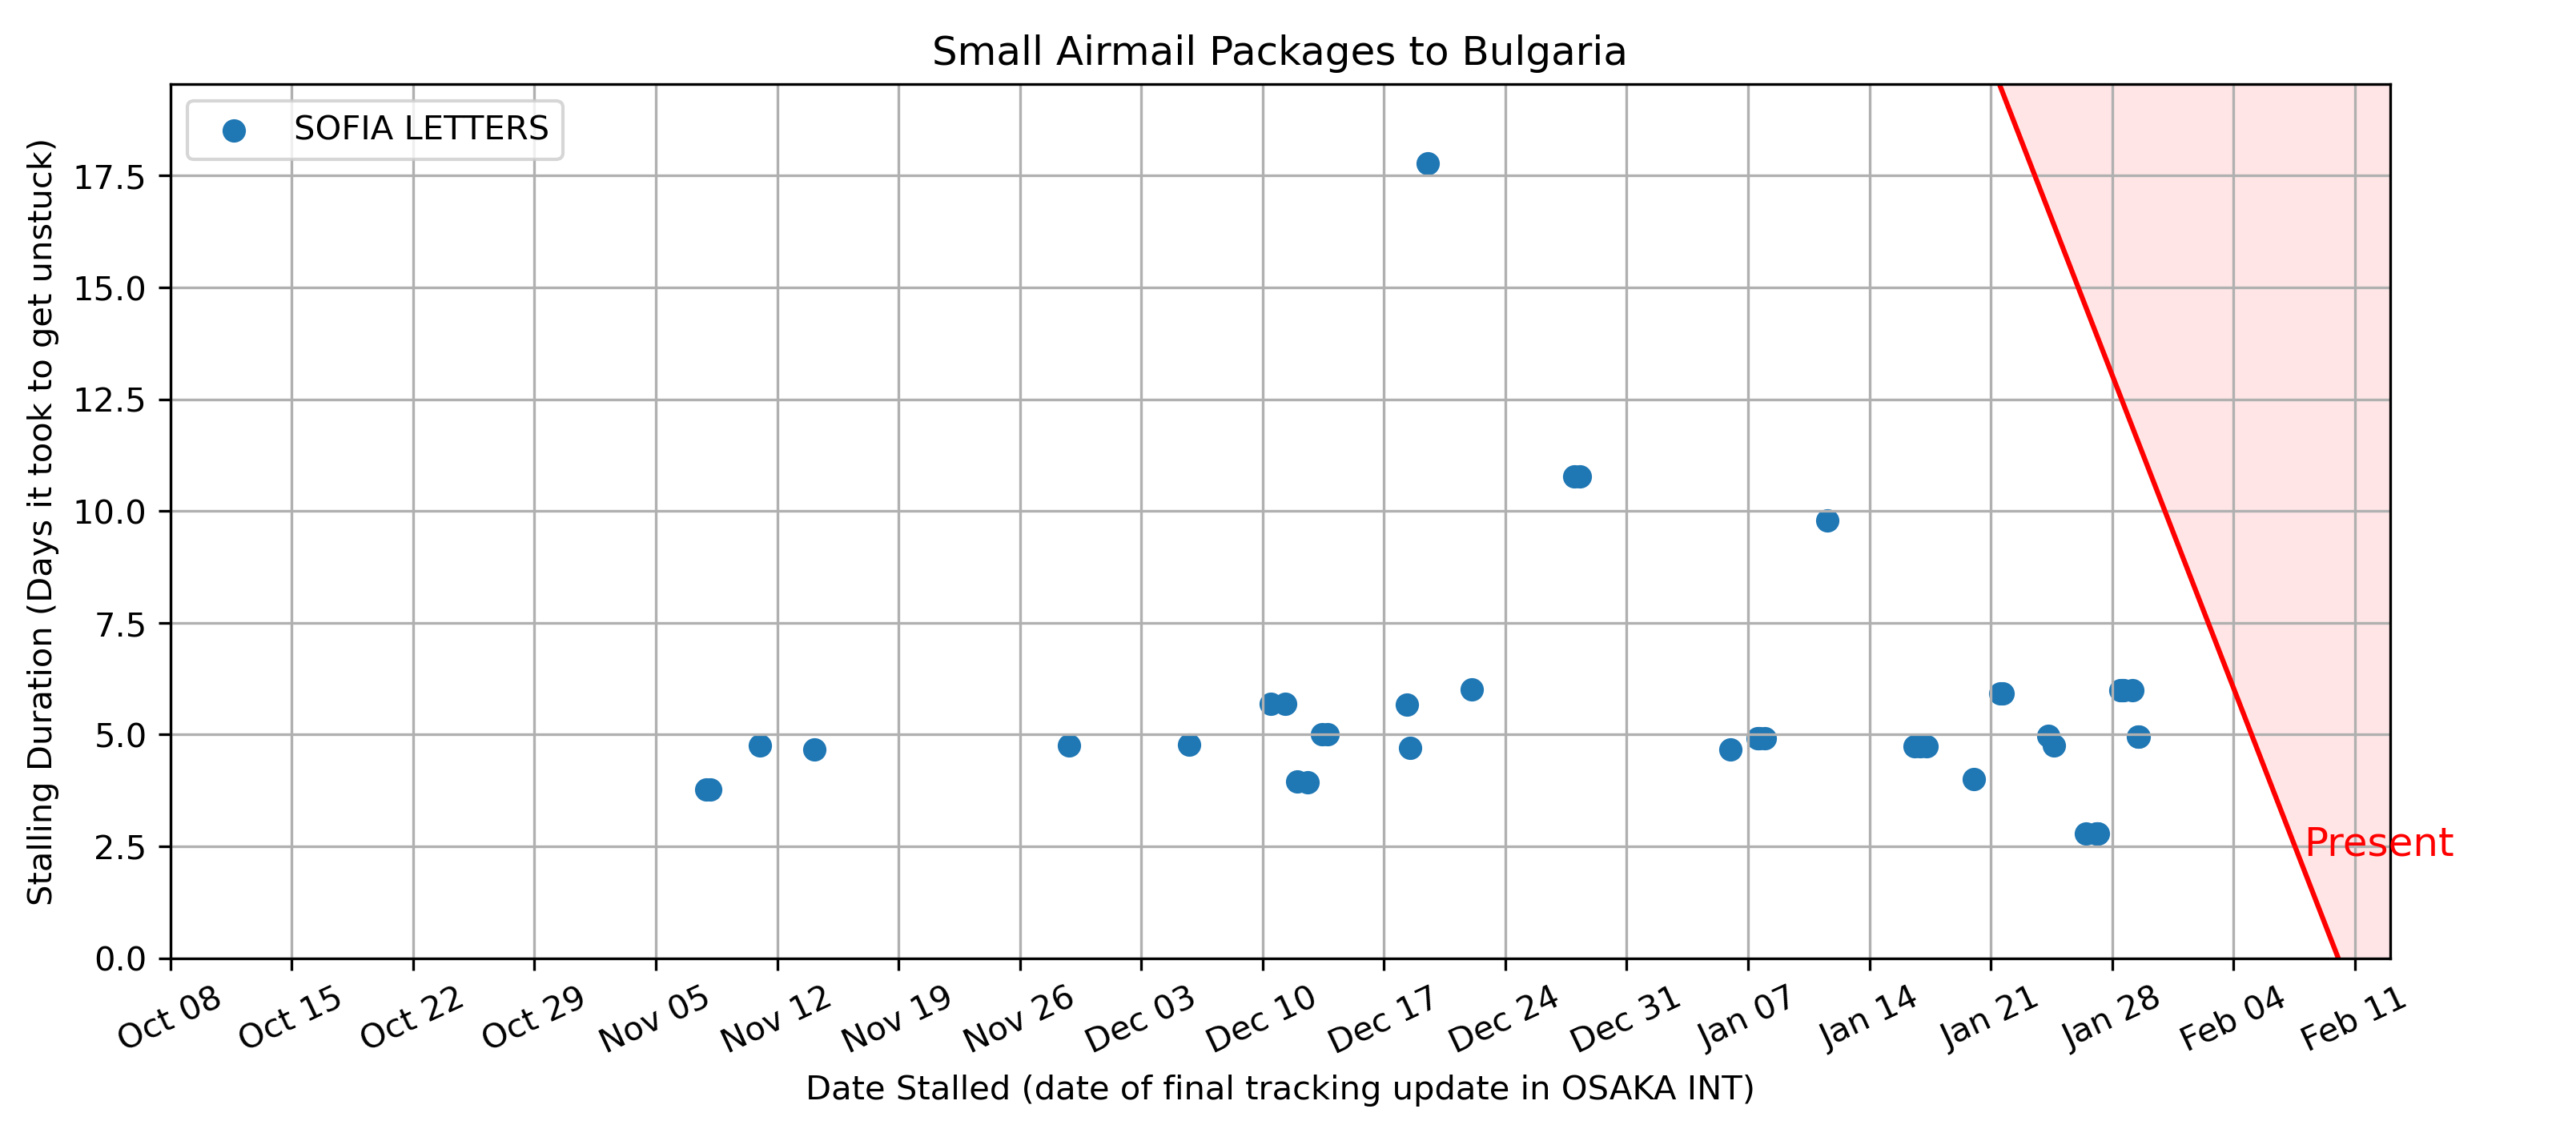 Small Airmail Packages to Bulgaria
SOFIA LETTERS
Stalling Duration (Days it took to get unstuck)
17.5
15.0
12.5
10.0
7.5
5.0
2.5
0.0
Present
Oct 08 Oct 15 Oct 22 Oct 29 Nov 05 Nov 12 Nov 19 Nov 26 Dec 03 Dec 10 Dec 17 Dec 24 Dec 31 Jan 07 Jan 14 Jan 21 Jan 28 Feb 04 Feb 11
Date Stalled (date of final tracking update in OSAKA INT)